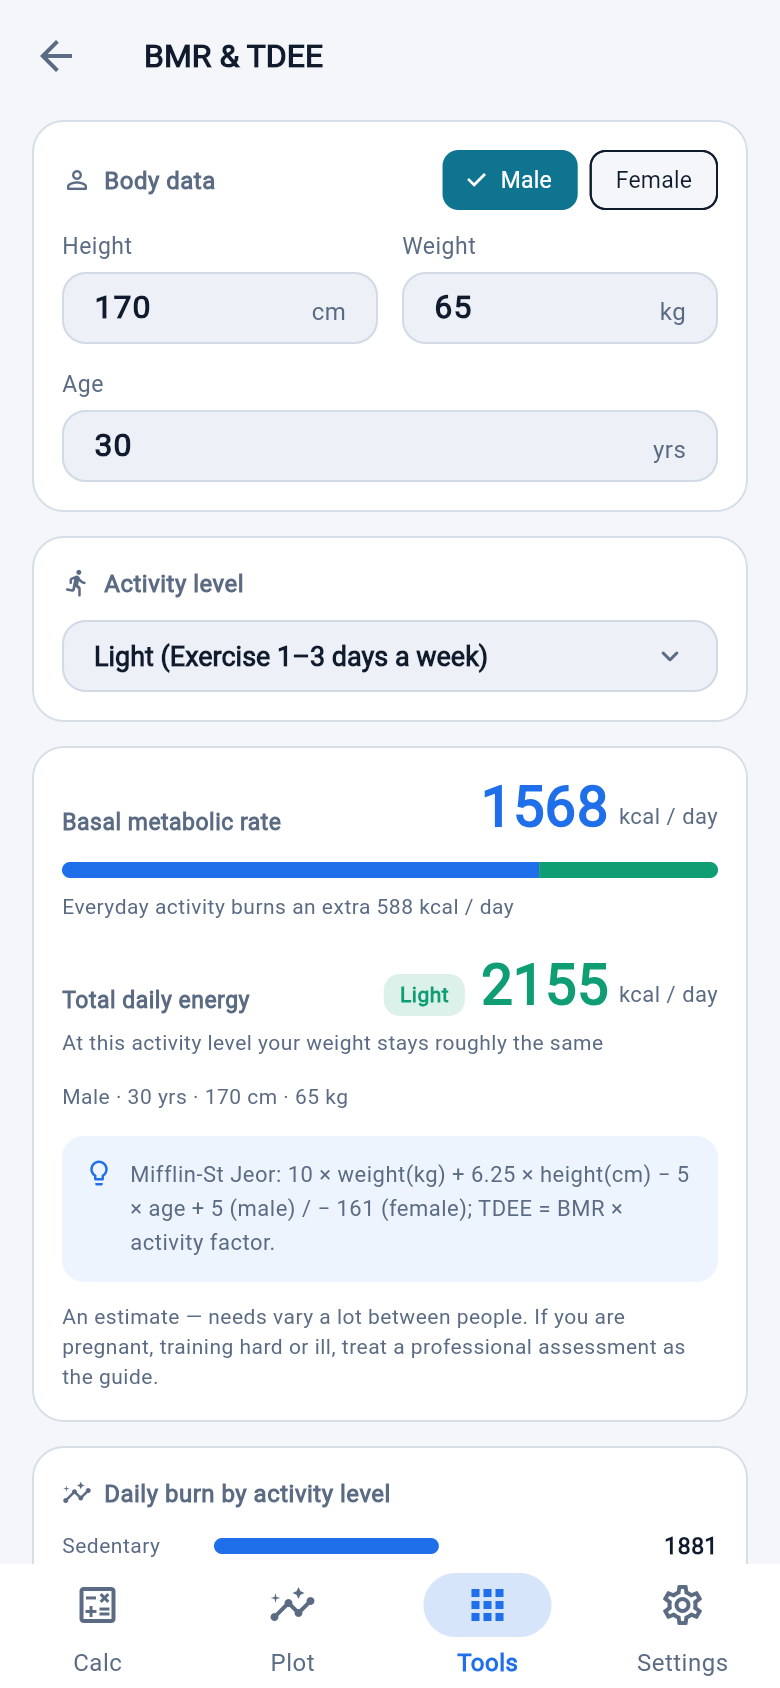 BMR & TDEE
Body data
Male
Female
Height
Weight
170 cm
65 kg
Age
30 yrs
Activity level
Light (Exercise 1–3 days a week)
Basal metabolic rate
1568 kcal / day
Everyday activity burns an extra 588 kcal / day
Total daily energy
Light
2155 kcal / day
At this activity level your weight stays roughly the same
Male · 30 yrs · 170 cm · 65 kg
Mifflin-St Jeor: 10 × weight(kg) + 6.25 × height(cm) − 5
× age + 5 (male) / − 161 (female); TDEE = BMR ×
activity factor.
An estimate — needs vary a lot between people. If you are
pregnant, training hard or ill, treat a professional assessment as
the guide.
Daily burn by activity level
Sedentary 1881
Calc
Plot
Tools
Settings